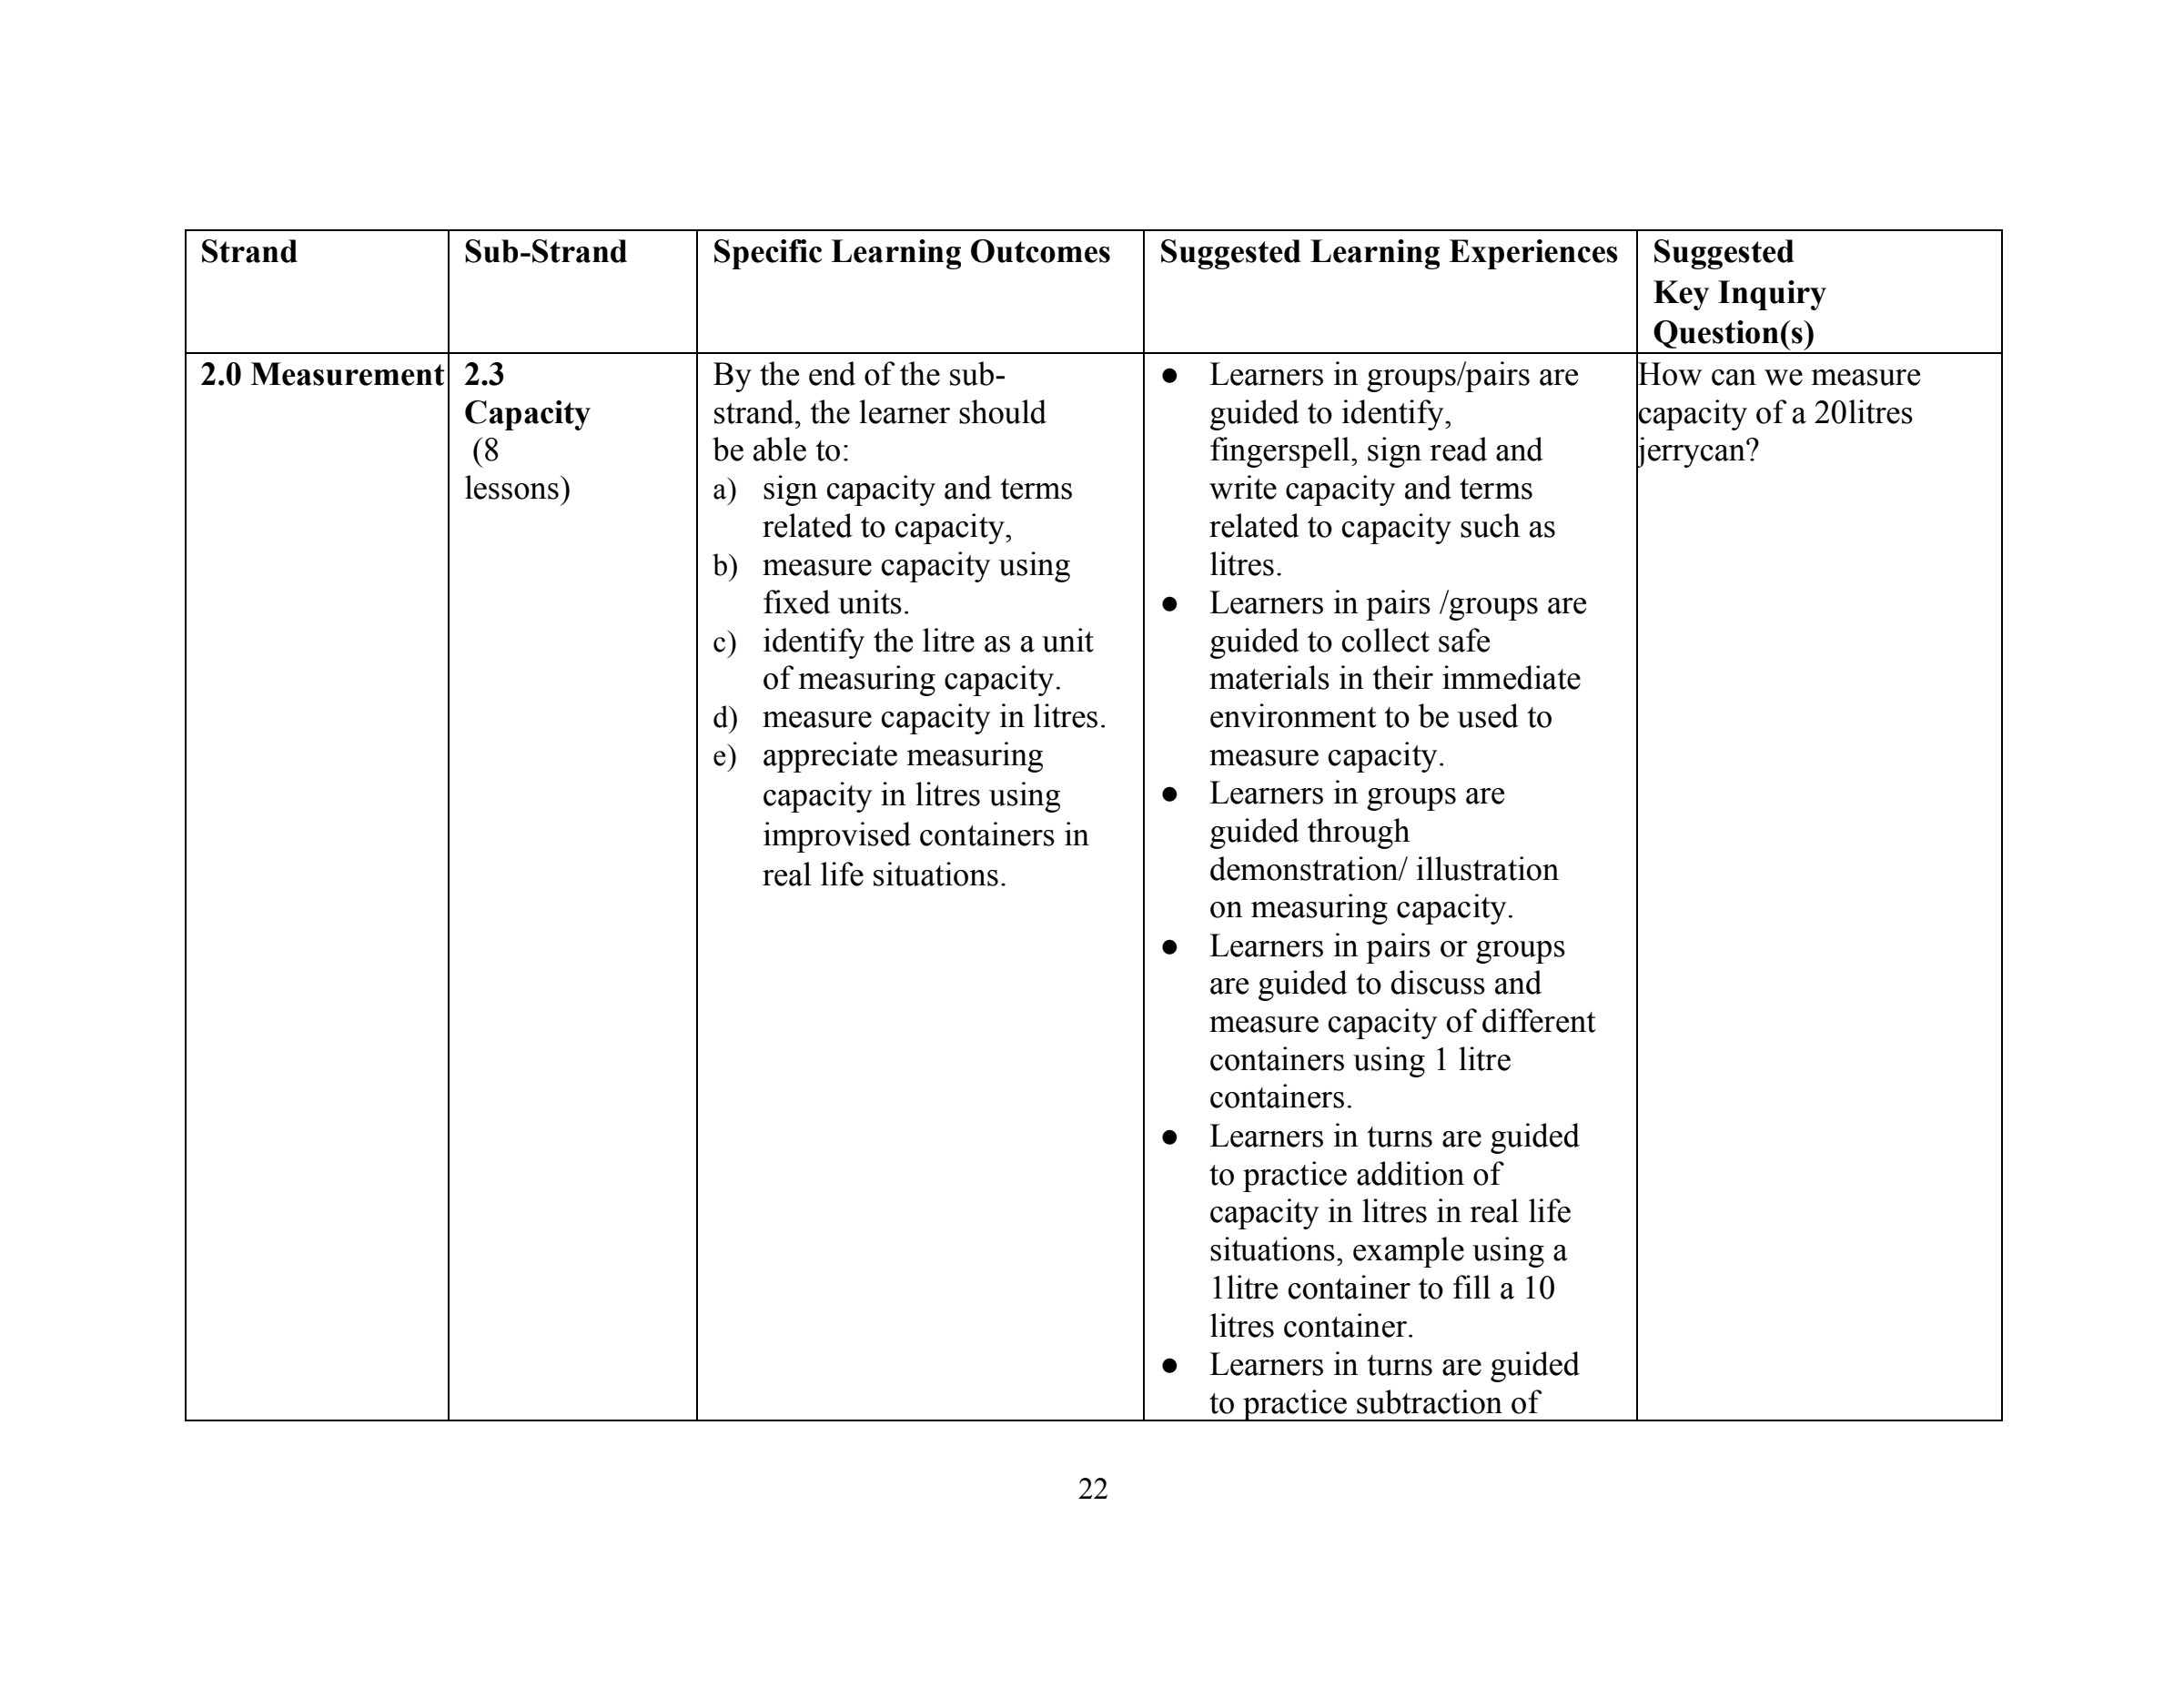 Strand
Sub-Strand
Specific Learning Outcomes
Suggested Learning Experiences
Suggested
Key Inquiry
Question(s)
2.0 Measurement
2.3
Capacity
(8
lessons)
By the end of the sub-
strand, the learner should
be able to:
a) sign capacity and terms
related to capacity,
b) measure capacity using
fixed units.
c) identify the litre as a unit
of measuring capacity.
d) measure capacity in litres.
e) appreciate measuring
capacity in litres using
improvised containers in
real life situations.
● Learners in groups/pairs are
guided to identify,
fingerspell, sign read and
write capacity and terms
related to capacity such as
litres.
● Learners in pairs /groups are
guided to collect safe
materials in their immediate
environment to be used to
measure capacity.
● Learners in groups are
guided through
demonstration/ illustration
on measuring capacity.
● Learners in pairs or groups
are guided to discuss and
measure capacity of different
containers using 1 litre
containers.
● Learners in turns are guided
to practice addition of
capacity in litres in real life
situations, example using a
1litre container to fill a 10
litres container.
● Learners in turns are guided
to practice subtraction of
How can we measure
capacity of a 20litres
jerrycan?
22